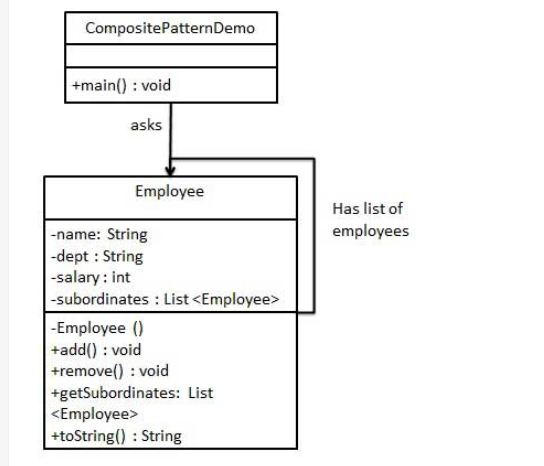 CompositePatternDemo
+main() : void
asks
Employee
-name: String
-dept : String
-salary : int
-subordinates : List <Employee>
Has list of
employees
-Employee ()
+add() : void
+remove() : void
+getSubordinates: List
<Employee>
+toString() : String